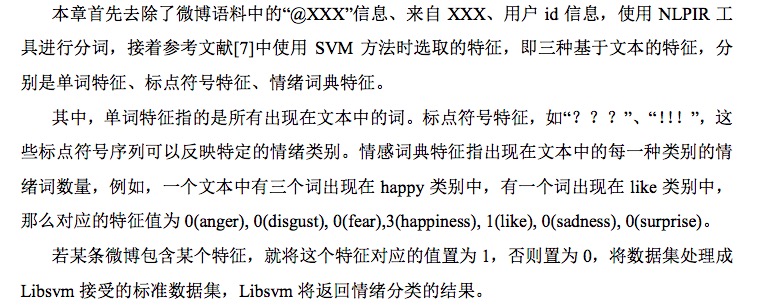 本章首先去除了微博语料中的“@XXX”信息、来自 XXX、用户 id 信息，使用 NLPIR 工
具进行分词，接着参考文献[7]中使用 SVM 方法时选取的特征，即三种基于文本的特征，分
别是单词特征、标点符号特征、情绪词典特征。
其中，单词特征指的是所有出现在文本中的词。标点符号特征，如“？？？”、“！！！”，这
些标点符号序列可以反映特定的情绪类别。情感词典特征指出现在文本中的每一种类别的情
绪词数量，例如，一个文本中有三个词出现在 happy 类别中，有一个词出现在 like 类别中，
那么对应的特征值为 0(anger), 0(disgust), 0(fear),3(happiness), 1(like), 0(sadness), 0(surprise)。
若某条微博包含某个特征，就将这个特征对应的值置为 1，否则置为 0，将数据集处理成
Libsvm 接受的标准数据集，Libsvm 将返回情绪分类的结果。